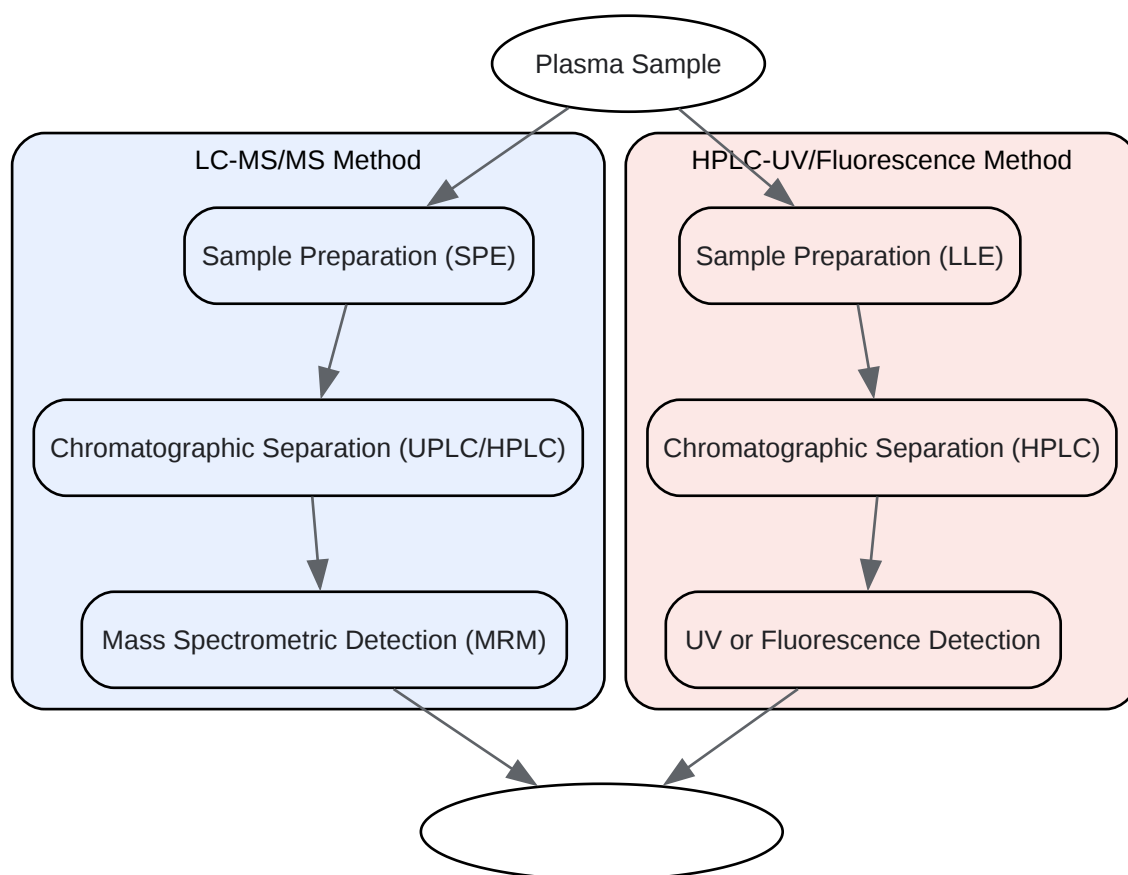 Plasma Sample
LC-MS/MS Method
Sample Preparation (SPE)
Chromatographic Separation (UPLC/HPLC)
Mass Spectrometric Detection (MRM)
HPLC-UV/Fluorescence Method
Sample Preparation (LLE)
Chromatographic Separation (HPLC)
UV or Fluorescence Detection